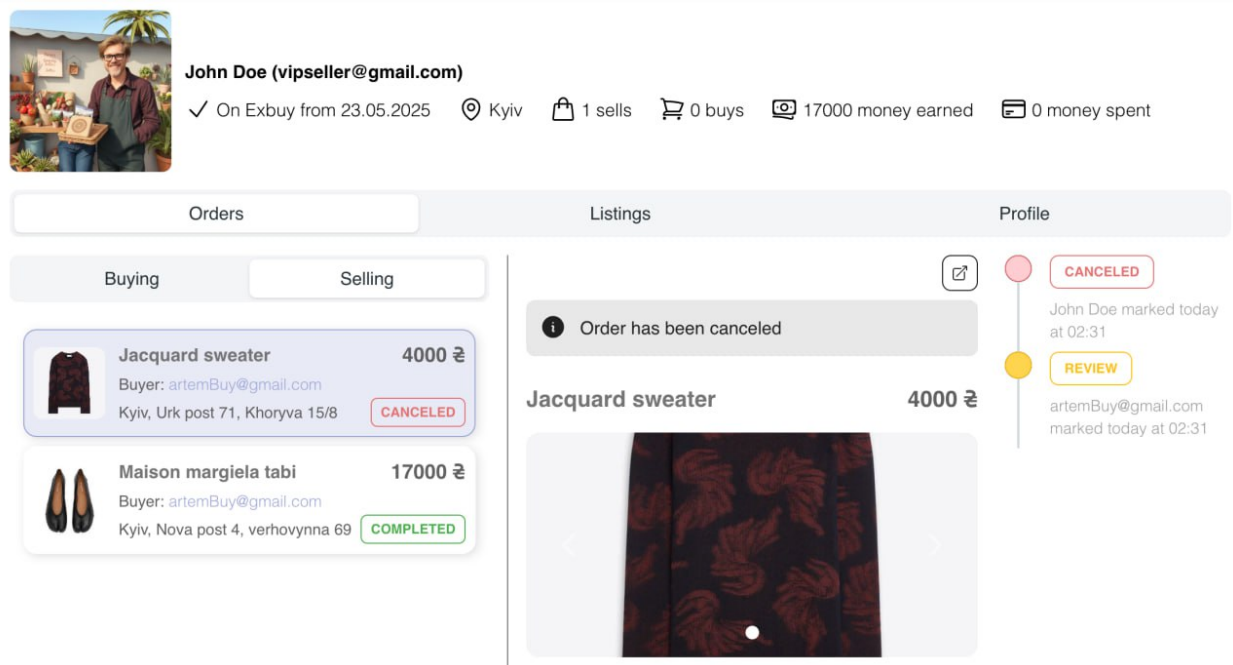 John Doe (vipseller@gmail.com)
On Exbuy from 23.05.2025 Kyiv 1 sells 0 buys 17000 money earned 0 money spent
Orders Listings Profile
Buying Selling
Jacquard sweater 4000 ₴
Buyer: artemBuy@gmail.com
Kyiv, Urk post 71, Khoryva 15/8 CANCELED
Maison margiela tabi 17000 ₴
Buyer: artemBuy@gmail.com
Kyiv, Nova post 4, verhovynna 69 COMPLETED
Order has been canceled
Jacquard sweater 4000 ₴
CANCELED
John Doe marked today
at 02:31
REVIEW
artemBuy@gmail.com
marked today at 02:31